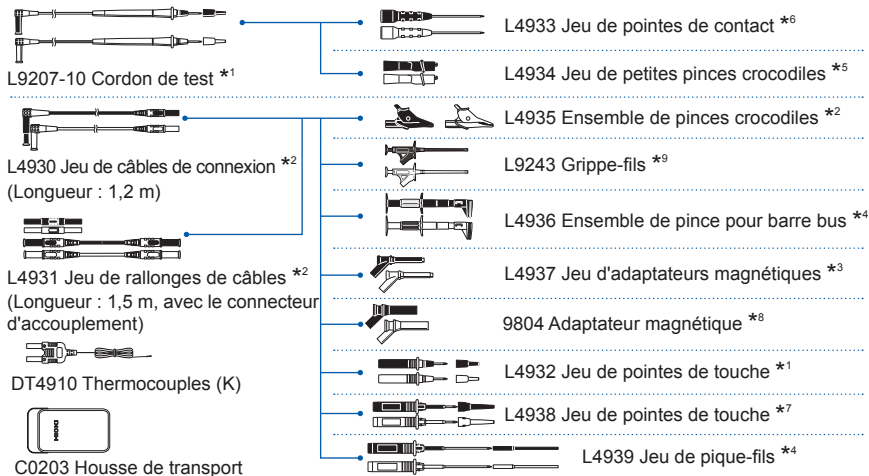 L9207-10 Cordon de test *1
L4930 Jeu de câbles de connexion *2
(Longueur : 1,2 m)
L4931 Jeu de rallonges de câbles *2
(Longueur : 1,5 m, avec le connecteur
d'accouplement)
DT4910 Thermocouples (K)
HIOKI
C0203 Housse de transport
L4933 Jeu de pointes de contact *6
L4934 Jeu de petites pinces crocodiles *5
L4935 Ensemble de pinces crocodiles *2
L9243 Grippe-fils *9
L4936 Ensemble de pince pour barre bus *4
L4937 Jeu d'adaptateurs magnétiques *3
9804 Adaptateur magnétique *8
L4932 Jeu de pointes de touche *1
L4938 Jeu de pointes de touche *7
L4939 Jeu de pique-fils *4